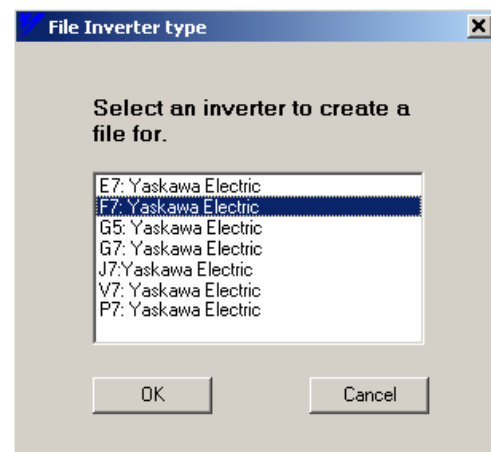 File Inverter type
Select an inverter to create a
file for.
E7: Yaskawa Electric
F7: Yaskawa Electric
G5: Yaskawa Electric
G7: Yaskawa Electric
J7:Yaskawa Electric
V7: Yaskawa Electric
P7: Yaskawa Electric
OK
Cancel